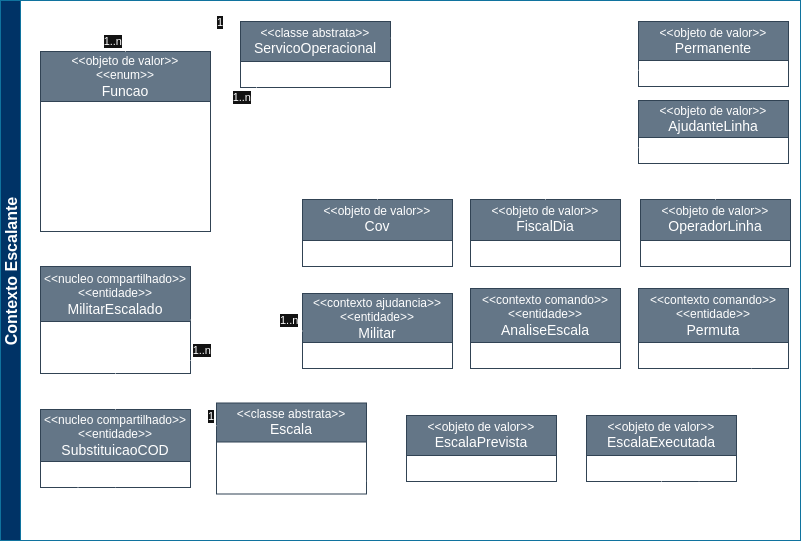 Contexto Escalante
1
<<classe abstrata>>
ServicoOperacional
1..n
<<objeto de valor>>
Permanente
1..n
<<objeto de valor>>
<<enum>>
Funcao
<<objeto de valor>>
AjudanteLinha
<<objeto de valor>>
Cov
<<objeto de valor>>
FiscalDia
<<objeto de valor>>
OperadorLinha
<<nucleo compartilhado>>
<<entidade>>
MilitarEscalado
1..n
1..n
<<contexto ajudancia>>
<<entidade>>
Militar
<<contexto comando>>
<<entidade>>
AnaliseEscala
<<contexto comando>>
<<entidade>>
Permuta
<<nucleo compartilhado>>
<<entidade>>
SubstituicaoCOD
1
<<classe abstrata>>
Escala
<<objeto de valor>>
EscalaPrevista
<<objeto de valor>>
EscalaExecutada